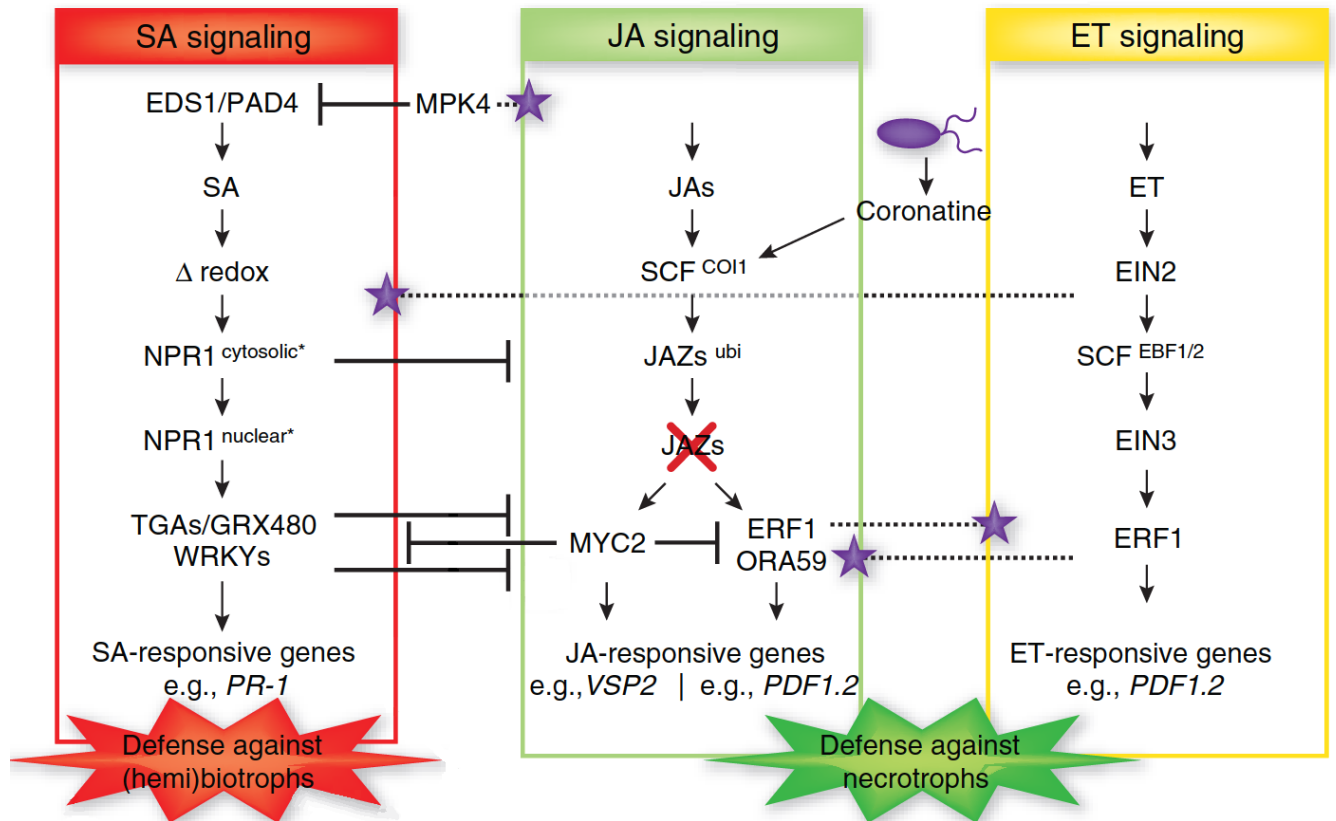 SA signaling
EDS1/PAD4
SA
Δ redox
NPR1 cytosolic*
NPR1 nuclear*
TGAs/GRX480
WRKYs
SA-responsive genes
e.g., PR-1
Defense against
(hemi)biotrophs
MPK4
JA signaling
JAs
SCF COI1
JAZs ubi
JAZs
MYC2
ERF1
ORA59
JA-responsive genes
e.g., VSP2 | e.g., PDF1.2
Coronatine
Defense against
necrotrophs
ET signaling
ET
EIN2
SCF EBF1/2
EIN3
ERF1
ET-responsive genes
e.g., PDF1.2